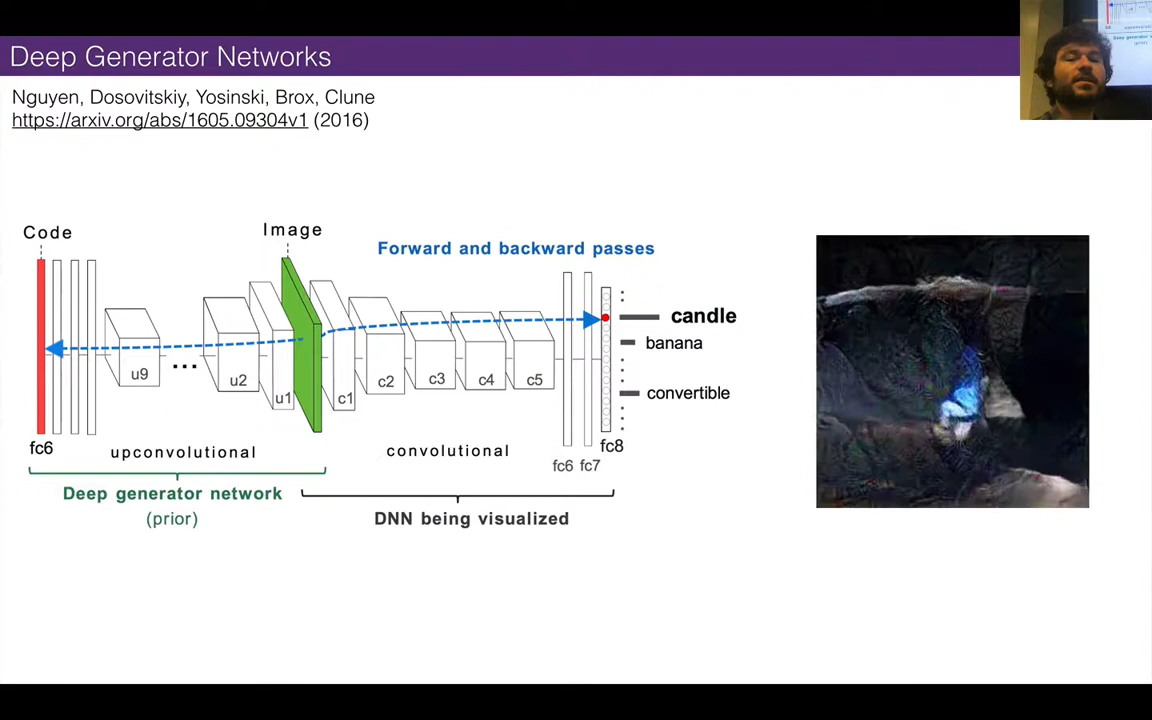 Deep Generator Networks
Nguyen, Dosovitskiy, Yosinski, Brox, Clune
https://arxiv.org/abs/1605.09304v1 (2016)
Code
Image
Forward and backward passes
candle
banana
convertible
u9
...
u2
u1
c1
c2
c3
c4
c5
fc6
upconvolutional
convolutional
fc6 fc7
fc8
Deep generator network
(prior)
DNN being visualized